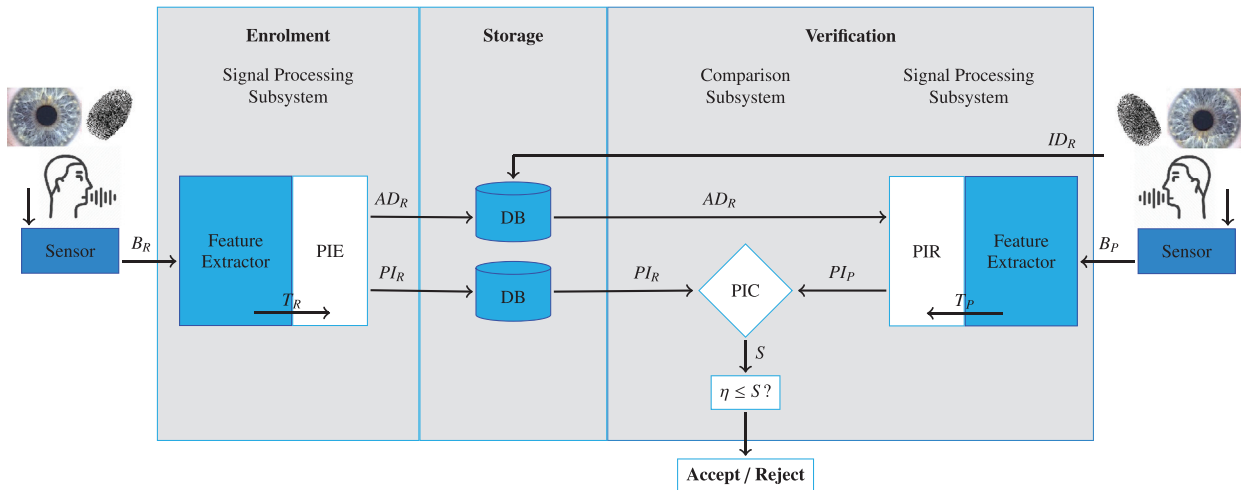 Enrolment
Storage
Verification
Signal Processing
Subsystem
Comparison
Subsystem
Signal Processing
Subsystem
ID_R
AD_R
DB
AD_R
Sensor
B_R
Feature
Extractor
PIE
PIR
Feature
Extractor
B_P
Sensor
PI_R
DB
PI_R
PIC
PI_P
T_R
T_P
S
η ≤ S ?
Accept / Reject